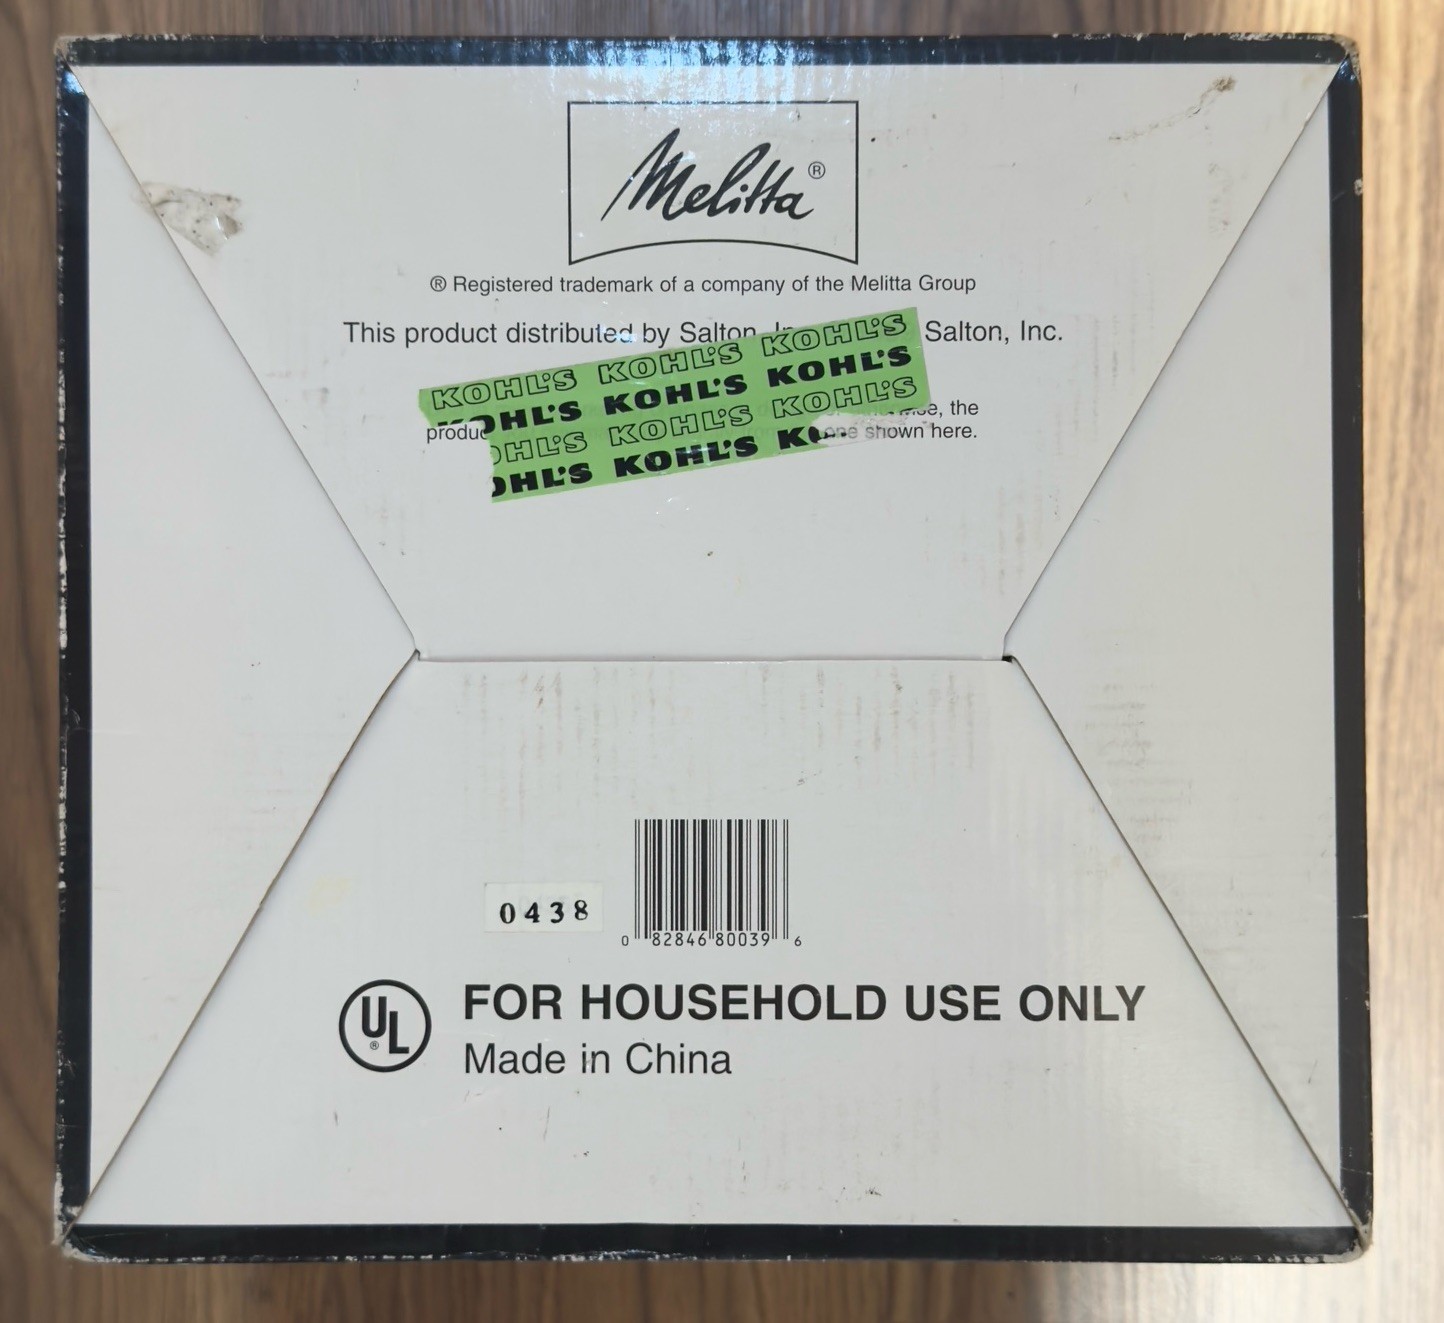 Melitta®
® Registered trademark of a company of the Melitta Group
This product distributed by Salton, Salton, Inc.
KOHL'S KOHL'S KOHL'S
KOHL'S KOHL'S KOHL'S
KOHL'S KOHL'S KOHL'S
KOHL'S KOHL'S
the
shown here.
0438
0 82846 80039 6
UL®
FOR HOUSEHOLD USE ONLY
Made in China